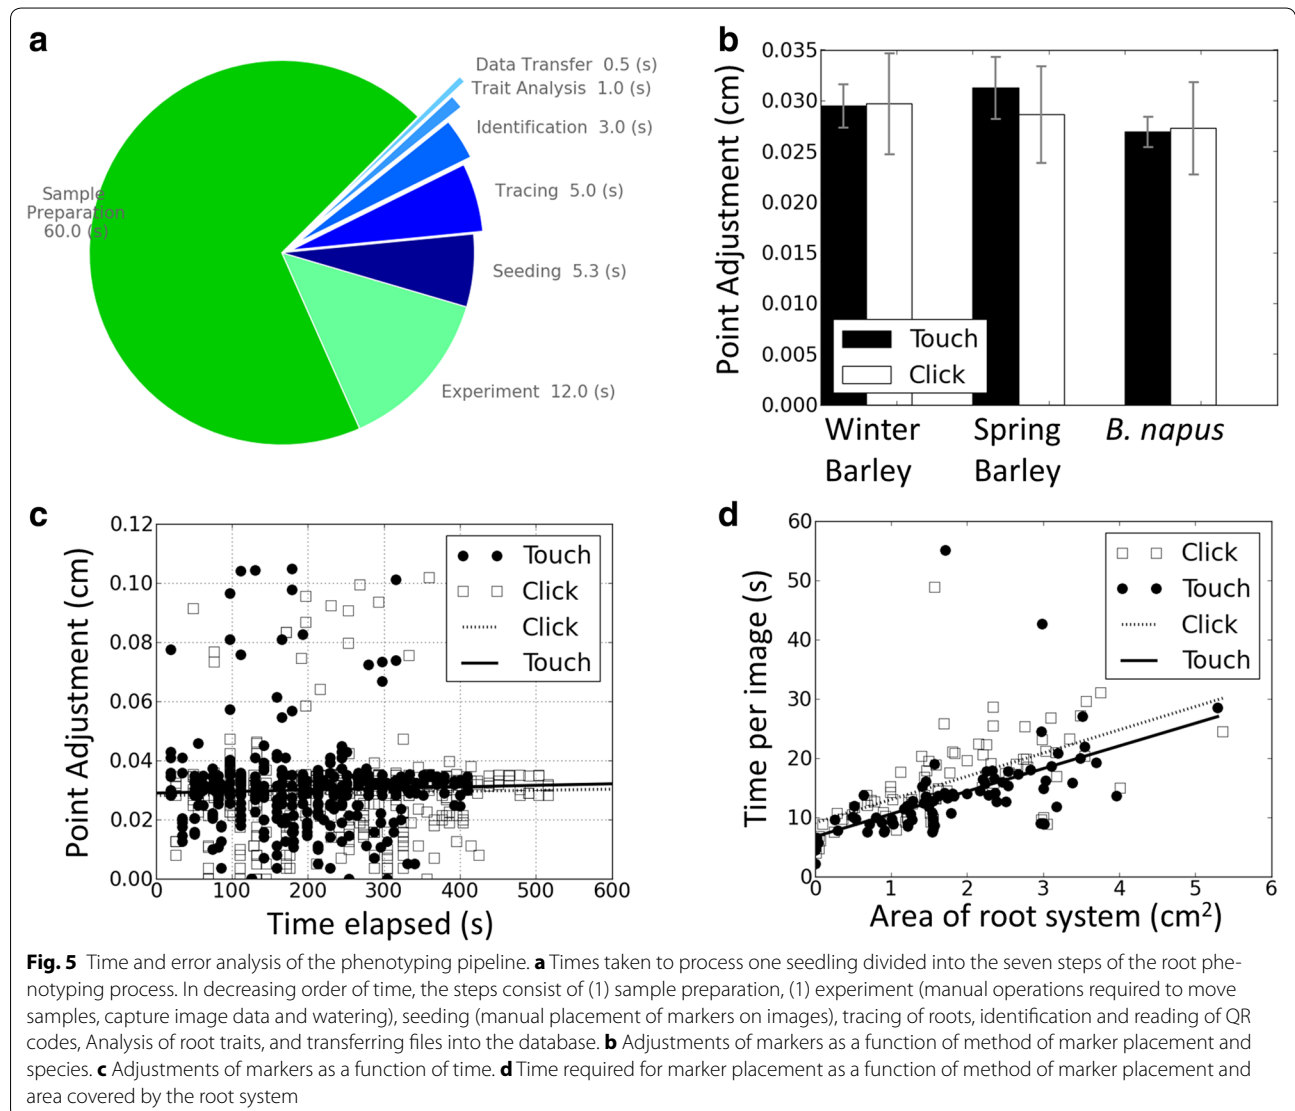 a
Data Transfer 0.5 (s)
Trait Analysis 1.0 (s)
Identification 3.0 (s)
Tracing 5.0 (s)
Seeding 5.3 (s)
Experiment 12.0 (s)
Sample
Preparation
60.0 (s)
b
Point Adjustment (cm)
0.035
0.030
0.025
0.020
0.015
0.010
0.005
0.000
Touch
Click
Winter
Barley
Spring
Barley
B. napus
c
Point Adjustment (cm)
0.12
0.10
0.08
0.06
0.04
0.02
0.00
0 100 200 300 400 500 600
Time elapsed (s)
Touch
Click
Click
Touch
d
Time per image (s)
60
50
40
30
20
10
0
0 1 2 3 4 5 6
Area of root system (cm²)
Click
Touch
Click
Touch
Fig. 5 Time and error analysis of the phenotyping pipeline. a Times taken to process one seedling divided into the seven steps of the root phe-
notyping process. In decreasing order of time, the steps consist of (1) sample preparation, (1) experiment (manual operations required to move
samples, capture image data and watering), seeding (manual placement of markers on images), tracing of roots, identification and reading of QR
codes, Analysis of root traits, and transferring files into the database. b Adjustments of markers as a function of method of marker placement and
species. c Adjustments of markers as a function of time. d Time required for marker placement as a function of method of marker placement and
area covered by the root system